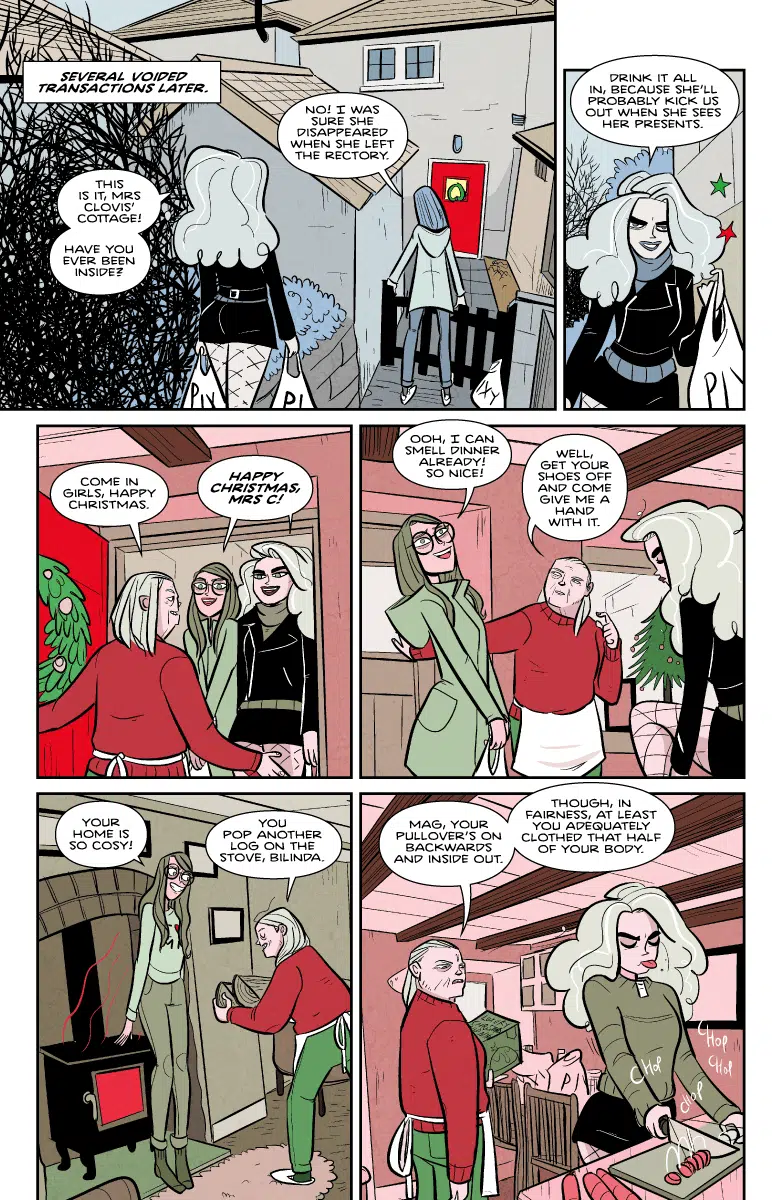 SEVERAL VOIDED
TRANSACTIONS LATER.
THIS
IS IT, MRS
CLOVIS'
COTTAGE!
HAVE YOU
EVER BEEN
INSIDE?
NO! I WAS
SURE SHE
DISAPPEARED
WHEN SHE LEFT
THE RECTORY.
PIX
PI
XY
DRINK IT ALL
IN, BECAUSE SHE'LL
PROBABLY KICK US
OUT WHEN SHE SEES
HER PRESENTS.
PI
COME IN
GIRLS, HAPPY
CHRISTMAS.
HAPPY
CHRISTMAS,
MRS C!
OOH, I CAN
SMELL DINNER
ALREADY!
SO NICE!
WELL,
GET YOUR
SHOES OFF
AND COME
GIVE ME A
HAND
WITH IT.
YOUR
HOME IS
SO COSY!
YOU
POP ANOTHER
LOG ON THE
STOVE, BILINDA.
MAG, YOUR
PULLOVER'S ON
BACKWARDS
AND INSIDE OUT.
THOUGH, IN
FAIRNESS, AT LEAST
YOU ADEQUATELY
CLOTHED THAT HALF
OF YOUR BODY.
CHOP
CHOP
CHOP
CHOP